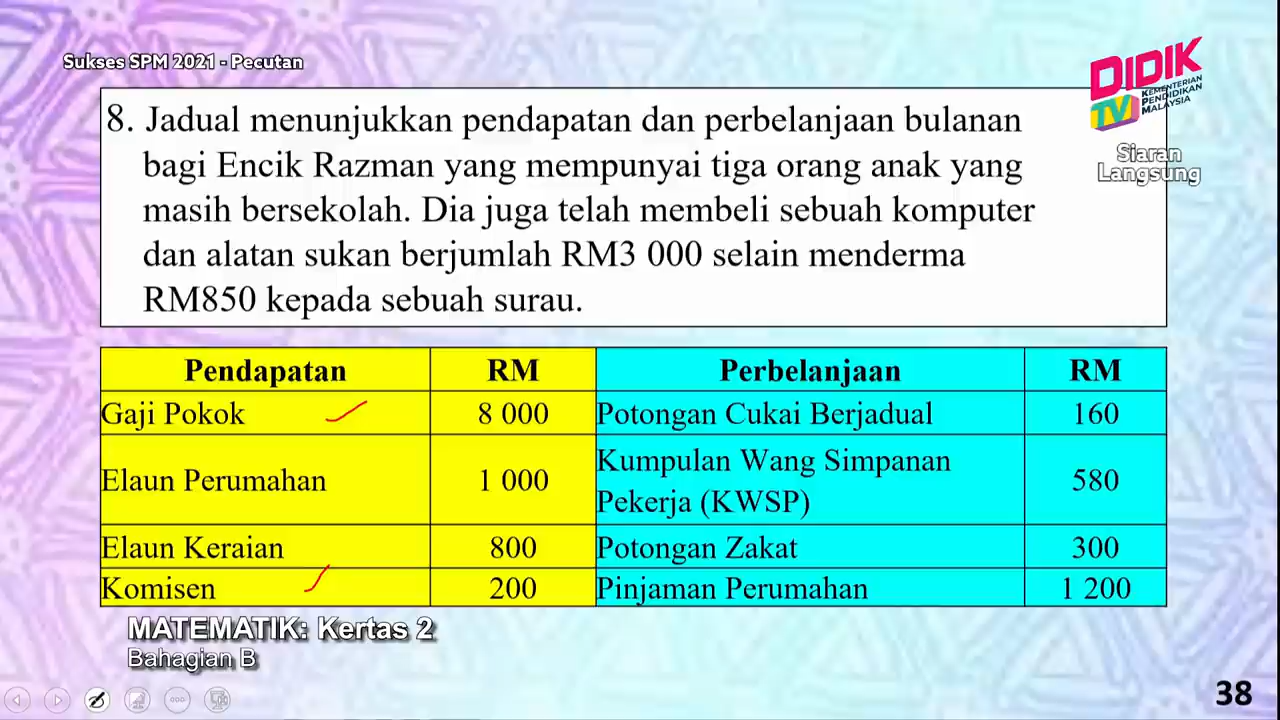 Sukses SPM 2021 - Pecutan
DIDIK
TV
KEMENTERIAN
PENDIDIKAN
MALAYSIA
Siaran
Langsung
8. Jadual menunjukkan pendapatan dan perbelanjaan bulanan
bagi Encik Razman yang mempunyai tiga orang anak yang
masih bersekolah. Dia juga telah membeli sebuah komputer
dan alatan sukan berjumlah RM3 000 selain menderma
RM850 kepada sebuah surau.
Pendapatan RM Perbelanjaan RM
Gaji Pokok 8 000 Potongan Cukai Berjadual 160
Elaun Perumahan 1 000 Kumpulan Wang Simpanan
Pekerja (KWSP) 580
Elaun Keraian 800 Potongan Zakat 300
Komisen 200 Pinjaman Perumahan 1 200
MATEMATIK: Kertas 2
Bahagian B
38